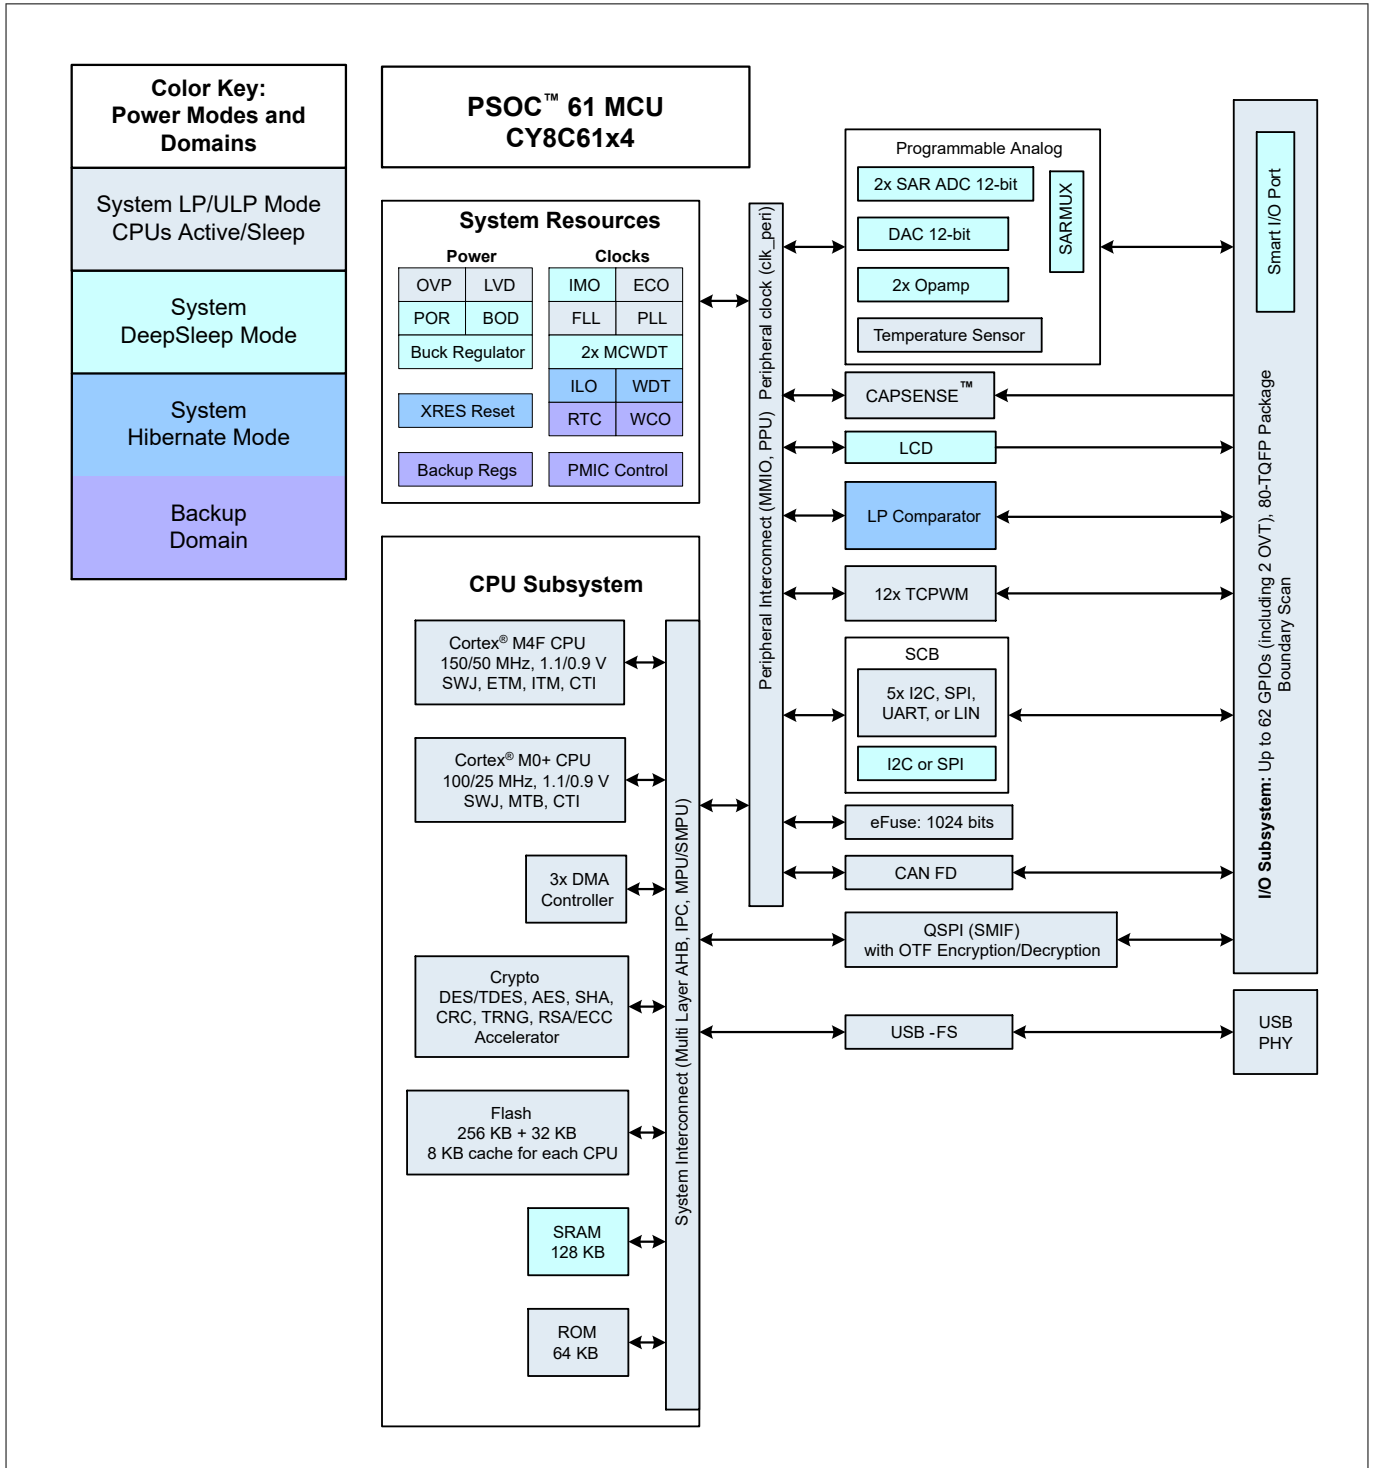 Color Key:
Power Modes and
Domains
System LP/ULP Mode
CPUs Active/Sleep
System
DeepSleep Mode
System
Hibernate Mode
Backup
Domain
PSOC™ 61 MCU
CY8C61x4
System Resources
Power
Clocks
OVP
LVD
IMO
ECO
POR
BOD
FLL
PLL
Buck Regulator
2x MCWDT
ILO
WDT
XRES Reset
RTC
WCO
Backup Regs
PMIC Control
CPU Subsystem
Cortex® M4F CPU
150/50 MHz, 1.1/0.9 V
SWJ, ETM, ITM, CTI
Cortex® M0+ CPU
100/25 MHz, 1.1/0.9 V
SWJ, MTB, CTI
3x DMA
Controller
Crypto
DES/TDES, AES, SHA,
CRC, TRNG, RSA/ECC
Accelerator
Flash
256 KB + 32 KB
8 KB cache for each CPU
SRAM
128 KB
ROM
64 KB
System Interconnect (Multi Layer AHB, IPC, MPU/SMPU)
Peripheral Interconnect (MMIO, PPU) Peripheral clock (clk_peri)
Programmable Analog
2x SAR ADC 12-bit
DAC 12-bit
2x Opamp
Temperature Sensor
SARMUX
CAPSENSE™
LCD
LP Comparator
12x TCPWM
SCB
5x I2C, SPI,
UART, or LIN
I2C or SPI
eFuse: 1024 bits
CAN FD
QSPI (SMIF)
with OTF Encryption/Decryption
USB -FS
Smart I/O Port
I/O Subsystem: Up to 62 GPIOs (including 2 OVT), 80-TQFP Package
Boundary Scan
USB
PHY